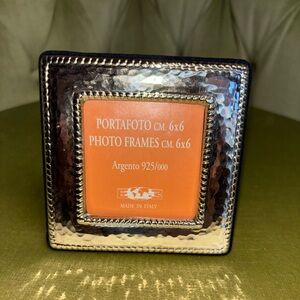 PORTAFOTO CM. 6x6
PHOTO FRAMES CM. 6x6
Argento 925/000
MADE IN ITALY